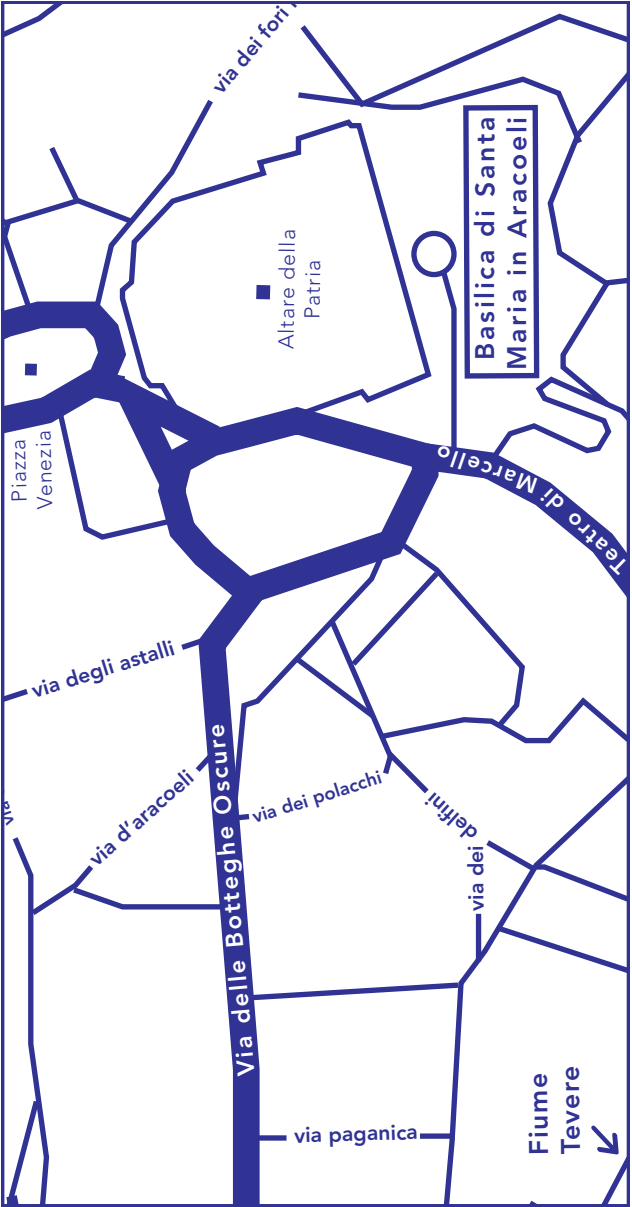 via dei fori
Basilica di Santa
Maria in Aracoeli
Altare della
Patria
Piazza
Venezia
Teatro di Marcello
via degli astalli
Via delle Botteghe Oscure
via d'aracoeli
via dei polacchi
via dei
delfini
via
via paganica
Fiume
Tevere